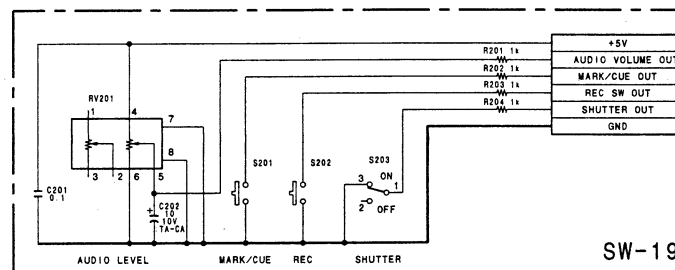 +5V
R201 1k
AUDIO VOLUME OUT
R202 1k
MARK/CUE OUT
R203 1k
REC SW OUT
R204 1k
SHUTTER OUT
GND
RV201
1 4
7
8
3 2 6 5
C201
0.1
+
C202
10
10V
TA-CA
S201
S202
S203
ON
3
1
2
OFF
AUDIO LEVEL MARK/CUE REC SHUTTER
SW-19